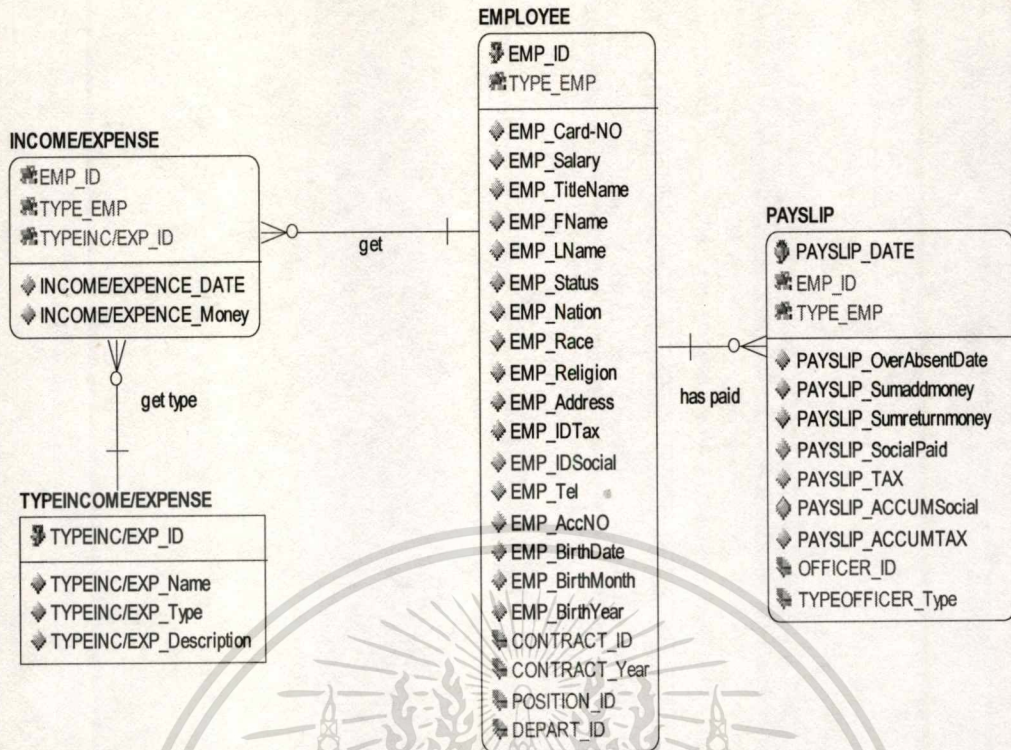 EMPLOYEE
EMP_ID
TYPE_EMP
EMP_Card-NO
EMP_Salary
EMP_TitleName
EMP_FName
EMP_LName
EMP_Status
EMP_Nation
EMP_Race
EMP_Religion
EMP_Address
EMP_IDTax
EMP_IDSocial
EMP_Tel
EMP_AccNO
EMP_BirthDate
EMP_BirthMonth
EMP_BirthYear
CONTRACT_ID
CONTRACT_Year
POSITION_ID
DEPART_ID
INCOME/EXPENSE
EMP_ID
TYPE_EMP
TYPEINC/EXP_ID
INCOME/EXPENCE_DATE
INCOME/EXPENCE_Money
get
get type
TYPEINCOME/EXPENSE
TYPEINC/EXP_ID
TYPEINC/EXP_Name
TYPEINC/EXP_Type
TYPEINC/EXP_Description
has paid
PAYSLIP
PAYSLIP_DATE
EMP_ID
TYPE_EMP
PAYSLIP_OverAbsentDate
PAYSLIP_Sumaddmoney
PAYSLIP_Sumreturnmoney
PAYSLIP_SocialPaid
PAYSLIP_TAX
PAYSLIP_ACCUMSocial
PAYSLIP_ACCUMTAX
OFFICER_ID
TYPEOFFICER_Type